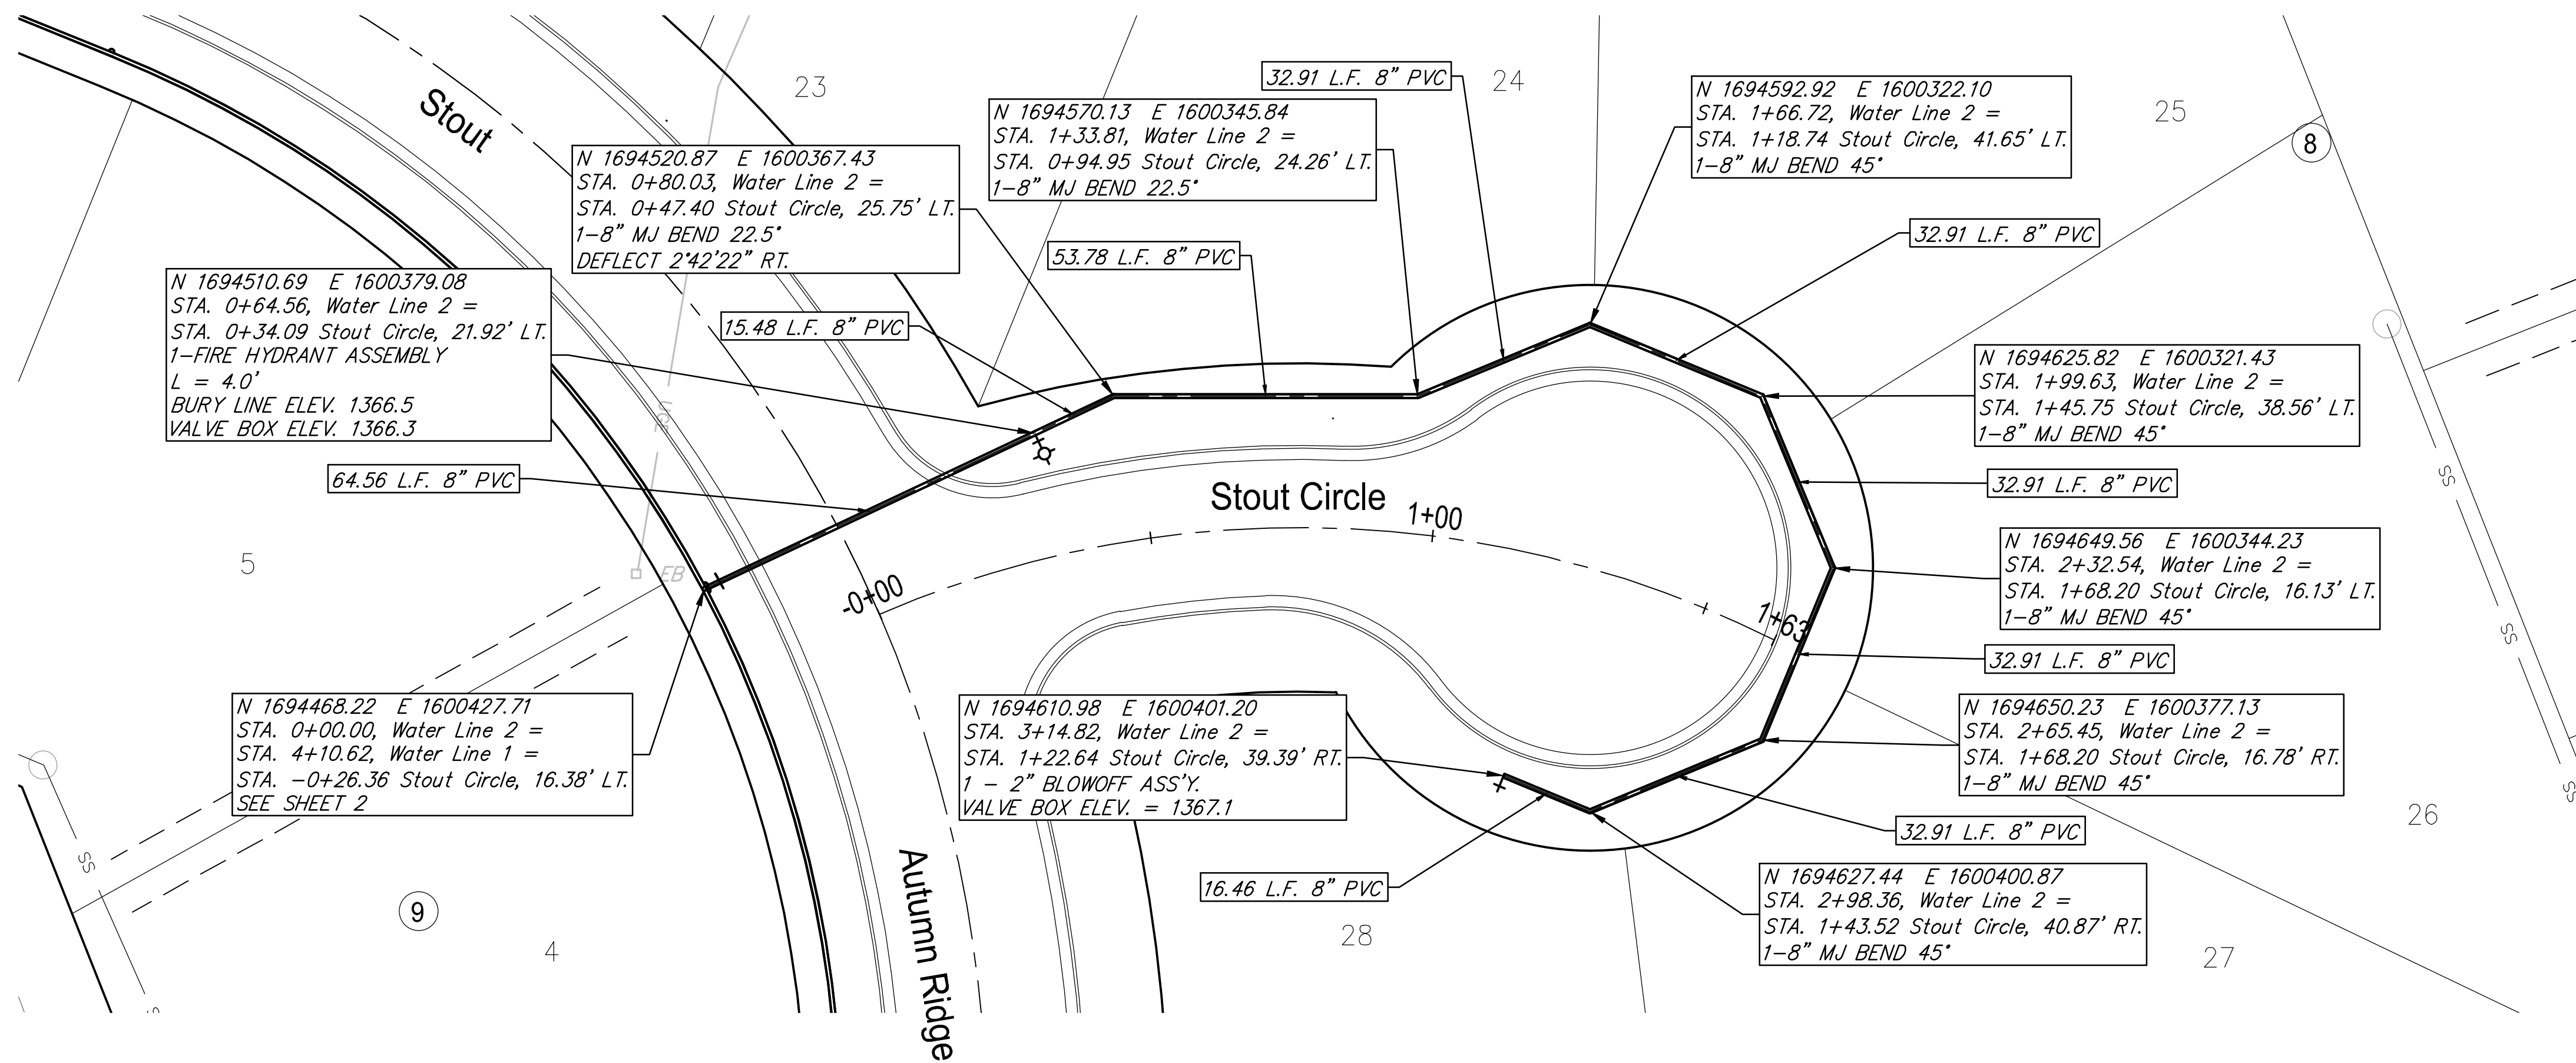 Stout
23
24
25
8
32.91 L.F. 8" PVC
N 1694592.92 E 1600322.10
STA. 1+66.72, Water Line 2 =
STA. 1+18.74 Stout Circle, 41.65' LT.
1-8" MJ BEND 45°
N 1694570.13 E 1600345.84
STA. 1+33.81, Water Line 2 =
STA. 0+94.95 Stout Circle, 24.26' LT.
1-8" MJ BEND 22.5°
N 1694520.87 E 1600367.43
STA. 0+80.03, Water Line 2 =
STA. 0+47.40 Stout Circle, 25.75' LT.
1-8" MJ BEND 22.5°
DEFLECT 2°42'22" RT.
53.78 L.F. 8" PVC
32.91 L.F. 8" PVC
N 1694510.69 E 1600379.08
STA. 0+64.56, Water Line 2 =
STA. 0+34.09 Stout Circle, 21.92' LT.
1-FIRE HYDRANT ASSEMBLY
L = 4.0'
BURY LINE ELEV. 1366.5
VALVE BOX ELEV. 1366.3
15.48 L.F. 8" PVC
N 1694625.82 E 1600321.43
STA. 1+99.63, Water Line 2 =
STA. 1+45.75 Stout Circle, 38.56' LT.
1-8" MJ BEND 45°
64.56 L.F. 8" PVC
32.91 L.F. 8" PVC
Stout Circle
1+00
SS
5
EB
-0+00
1+63
N 1694649.56 E 1600344.23
STA. 2+32.54, Water Line 2 =
STA. 1+68.20 Stout Circle, 16.13' LT.
1-8" MJ BEND 45°
32.91 L.F. 8" PVC
SS
N 1694468.22 E 1600427.71
STA. 0+00.00, Water Line 2 =
STA. 4+10.62, Water Line 1 =
STA. -0+26.36 Stout Circle, 16.38' LT.
SEE SHEET 2
N 1694610.98 E 1600401.20
STA. 3+14.82, Water Line 2 =
STA. 1+22.64 Stout Circle, 39.39' RT.
1 - 2" BLOWOFF ASS'Y.
VALVE BOX ELEV. = 1367.1
N 1694650.23 E 1600377.13
STA. 2+65.45, Water Line 2 =
STA. 1+68.20 Stout Circle, 16.78' RT.
1-8" MJ BEND 45°
SS
26
32.91 L.F. 8" PVC
SS
16.46 L.F. 8" PVC
N 1694627.44 E 1600400.87
STA. 2+98.36, Water Line 2 =
STA. 1+43.52 Stout Circle, 40.87' RT.
1-8" MJ BEND 45°
9
4
28
27
Autumn Ridge